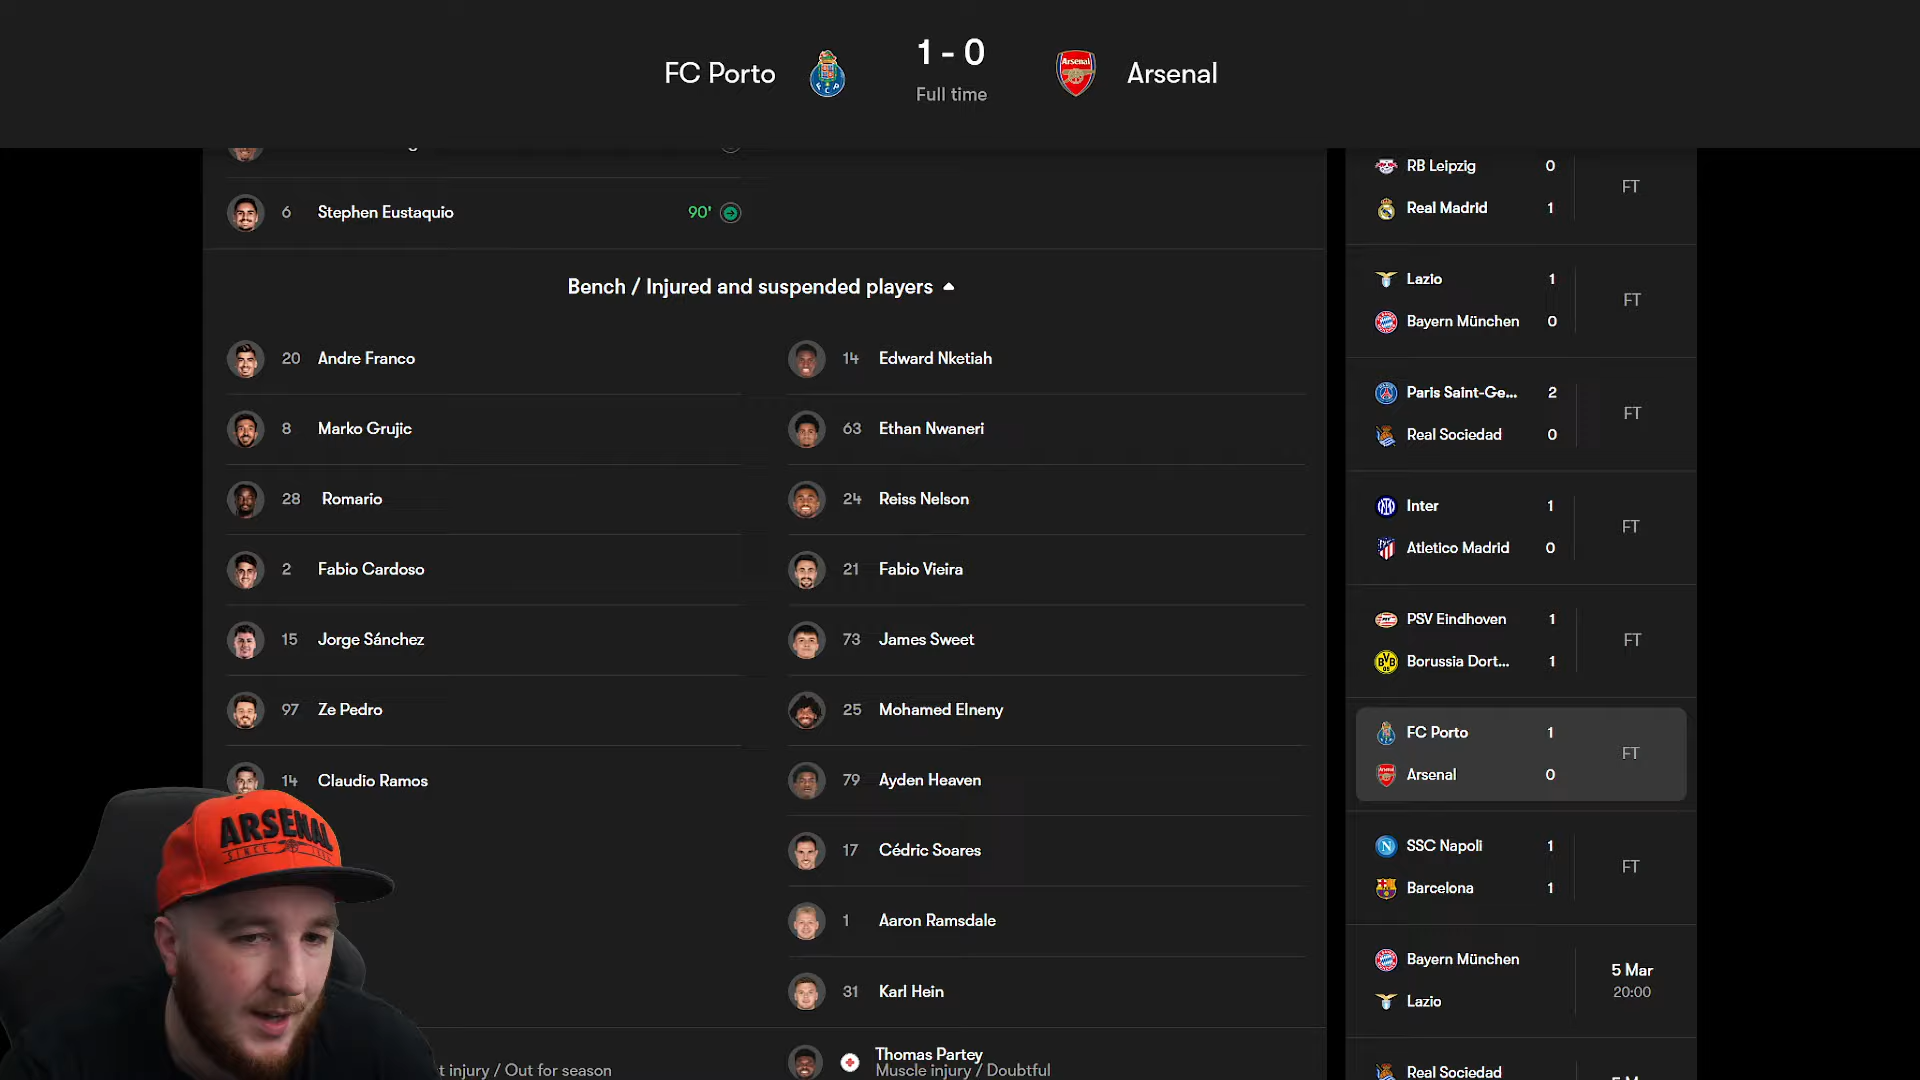 FC Porto
1 - 0
Full time
Arsenal
6 Stephen Eustaquio 90'
Bench / Injured and suspended players
20 Andre Franco
8 Marko Grujic
28 Romario
2 Fabio Cardoso
15 Jorge Sánchez
97 Ze Pedro
14 Claudio Ramos
14 Edward Nketiah
63 Ethan Nwaneri
24 Reiss Nelson
21 Fabio Vieira
73 James Sweet
25 Mohamed Elneny
79 Ayden Heaven
17 Cédric Soares
1 Aaron Ramsdale
31 Karl Hein
t injury / Out for season
Thomas Partey
Muscle injury / Doubtful
RB Leipzig 0
FT
Real Madrid 1
Lazio 1
FT
Bayern München 0
Paris Saint-Ge... 2
FT
Real Sociedad 0
Inter 1
FT
Atletico Madrid 0
PSV Eindhoven 1
FT
Borussia Dort... 1
FC Porto 1
FT
Arsenal 0
SSC Napoli 1
FT
Barcelona 1
Bayern München
5 Mar
20:00
Lazio
Real Sociedad
ARSENAL
SINCE